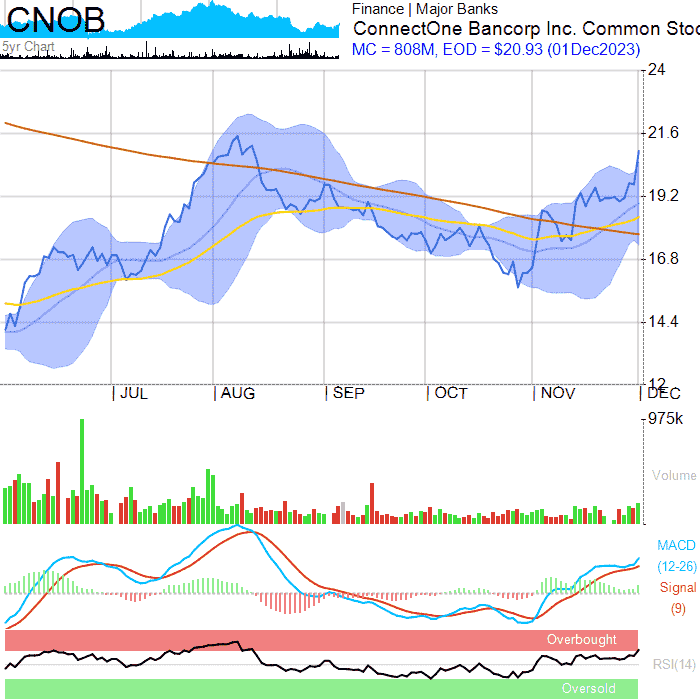 CNOB
5yr Chart
Finance | Major Banks
ConnectOne Bancorp Inc. Common Stoc
MC = 808M, EOD = $20.93 (01Dec2023)
24
21.6
19.2
16.8
14.4
12
JUL AUG SEP OCT NOV DEC
975k
Volume
MACD
(12-26)
Signal
(9)
Overbought
RSI(14)
Oversold